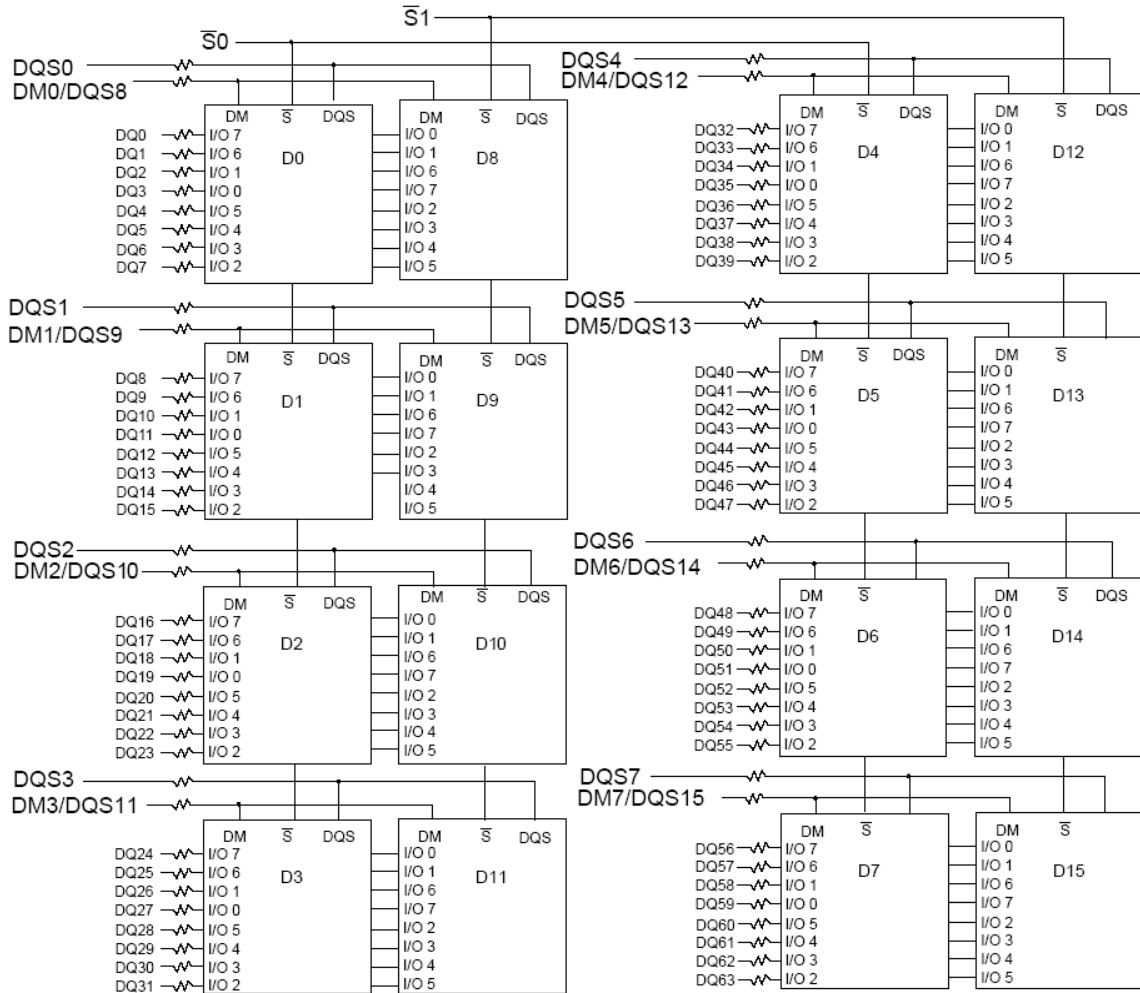 S̅1
S̅0
DQS0
DM0/DQS8
DM S̅ DQS
DM S̅ DQS
D0
D8
DQ0 I/O 7 I/O 0
DQ1 I/O 6 I/O 1
DQ2 I/O 1 I/O 6
DQ3 I/O 0 I/O 7
DQ4 I/O 5 I/O 2
DQ5 I/O 4 I/O 3
DQ6 I/O 3 I/O 4
DQ7 I/O 2 I/O 5
DQS1
DM1/DQS9
DM S̅ DQS
DM S̅ DQS
D1
D9
DQ8 I/O 7 I/O 0
DQ9 I/O 6 I/O 1
DQ10 I/O 1 I/O 6
DQ11 I/O 0 I/O 7
DQ12 I/O 5 I/O 2
DQ13 I/O 4 I/O 3
DQ14 I/O 3 I/O 4
DQ15 I/O 2 I/O 5
DQS2
DM2/DQS10
DM S̅ DQS
DM S̅ DQS
D2
D10
DQ16 I/O 7 I/O 0
DQ17 I/O 6 I/O 1
DQ18 I/O 1 I/O 6
DQ19 I/O 0 I/O 7
DQ20 I/O 5 I/O 2
DQ21 I/O 4 I/O 3
DQ22 I/O 3 I/O 4
DQ23 I/O 2 I/O 5
DQS3
DM3/DQS11
DM S̅ DQS
DM S̅ DQS
D3
D11
DQ24 I/O 7 I/O 0
DQ25 I/O 6 I/O 1
DQ26 I/O 1 I/O 6
DQ27 I/O 0 I/O 7
DQ28 I/O 5 I/O 2
DQ29 I/O 4 I/O 3
DQ30 I/O 3 I/O 4
DQ31 I/O 2 I/O 5
DQS4
DM4/DQS12
DM S̅ DQS
DM S̅ DQS
D4
D12
DQ32 I/O 7 I/O 0
DQ33 I/O 6 I/O 1
DQ34 I/O 1 I/O 6
DQ35 I/O 0 I/O 7
DQ36 I/O 5 I/O 2
DQ37 I/O 4 I/O 3
DQ38 I/O 3 I/O 4
DQ39 I/O 2 I/O 5
DQS5
DM5/DQS13
DM S̅ DQS
DM S̅
D5
D13
DQ40 I/O 7 I/O 0
DQ41 I/O 6 I/O 1
DQ42 I/O 1 I/O 6
DQ43 I/O 0 I/O 7
DQ44 I/O 5 I/O 2
DQ45 I/O 4 I/O 3
DQ46 I/O 3 I/O 4
DQ47 I/O 2 I/O 5
DQS6
DM6/DQS14
DM S̅
DM S̅ DQS
D6
D14
DQ48 I/O 7 I/O 0
DQ49 I/O 6 I/O 1
DQ50 I/O 1 I/O 6
DQ51 I/O 0 I/O 7
DQ52 I/O 5 I/O 2
DQ53 I/O 4 I/O 3
DQ54 I/O 3 I/O 4
DQ55 I/O 2 I/O 5
DQS7
DM7/DQS15
DM S̅
DM S̅
D7
D15
DQ56 I/O 7 I/O 0
DQ57 I/O 6 I/O 1
DQ58 I/O 1 I/O 6
DQ59 I/O 0 I/O 7
DQ60 I/O 5 I/O 2
DQ61 I/O 4 I/O 3
DQ62 I/O 3 I/O 4
DQ63 I/O 2 I/O 5